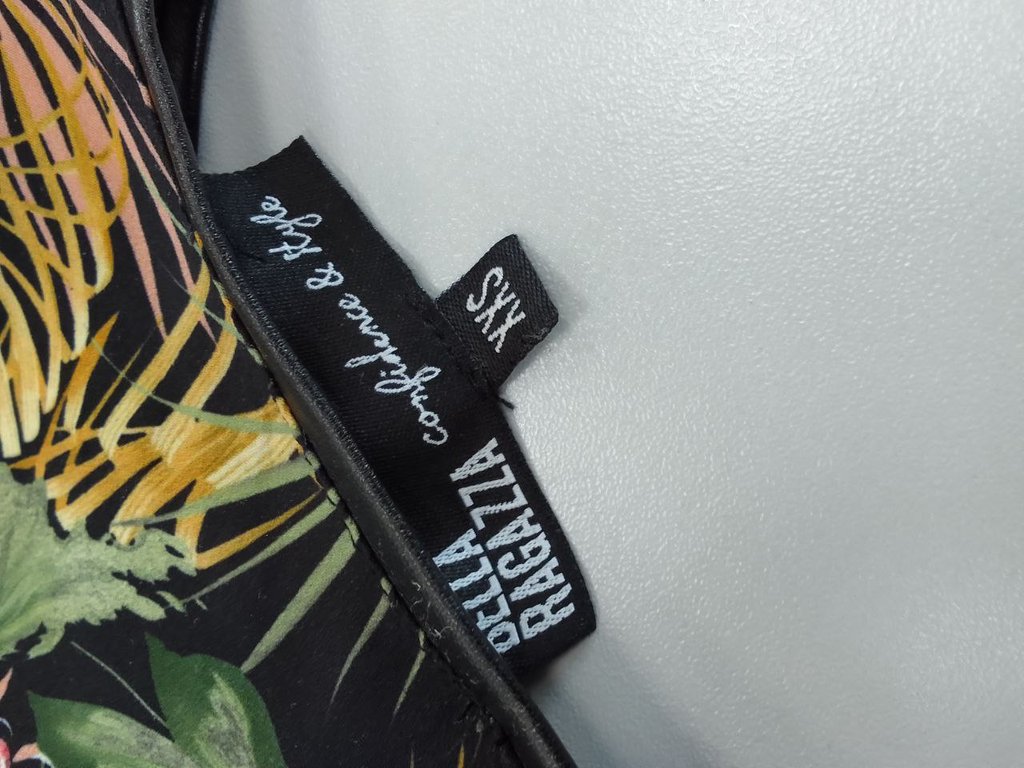 BELLA
RAGAZZA
confidence & style
XXS